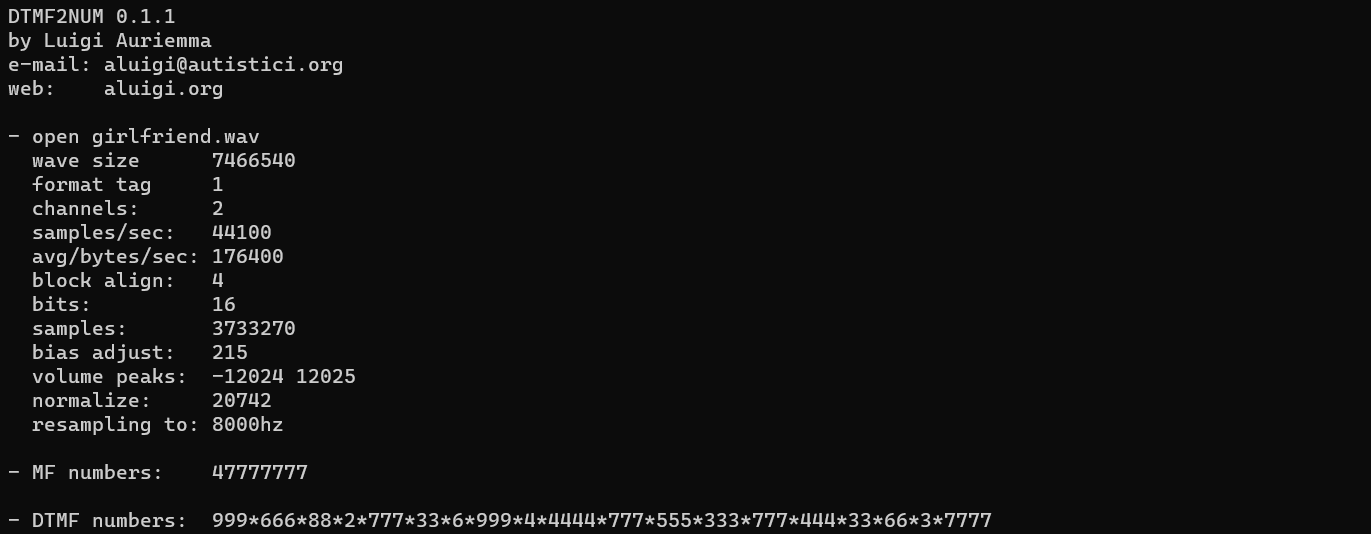 DTMF2NUM 0.1.1
by Luigi Auriemma
e-mail: aluigi@autistici.org
web:    aluigi.org

- open girlfriend.wav
  wave size      7466540
  format tag     1
  channels:      2
  samples/sec:   44100
  avg/bytes/sec: 176400
  block align:   4
  bits:          16
  samples:       3733270
  bias adjust:   215
  volume peaks:  -12024 12025
  normalize:     20742
  resampling to: 8000hz

- MF numbers:    47777777

- DTMF numbers:  999*666*88*2*777*33*6*999*4*4444*777*555*333*777*444*33*66*3*7777